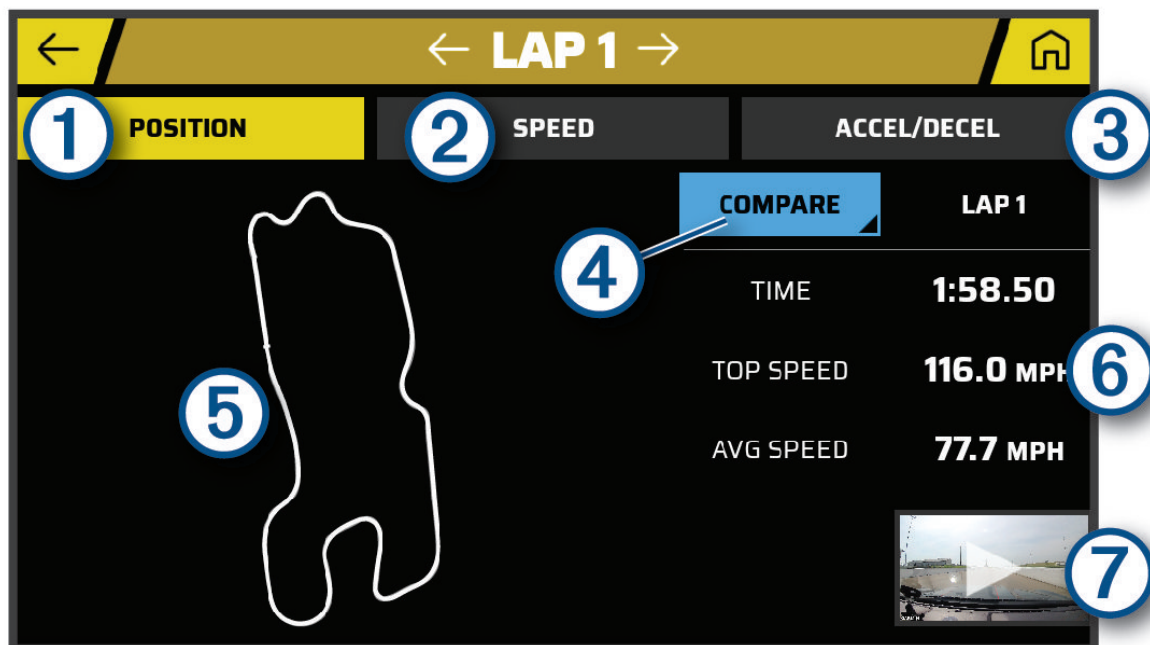 ← LAP 1 →
1 POSITION 2 SPEED ACCEL/DECEL 3
COMPARE LAP 1
4
TIME 1:58.50
TOP SPEED 116.0 MPH 6
5
AVG SPEED 77.7 MPH
7